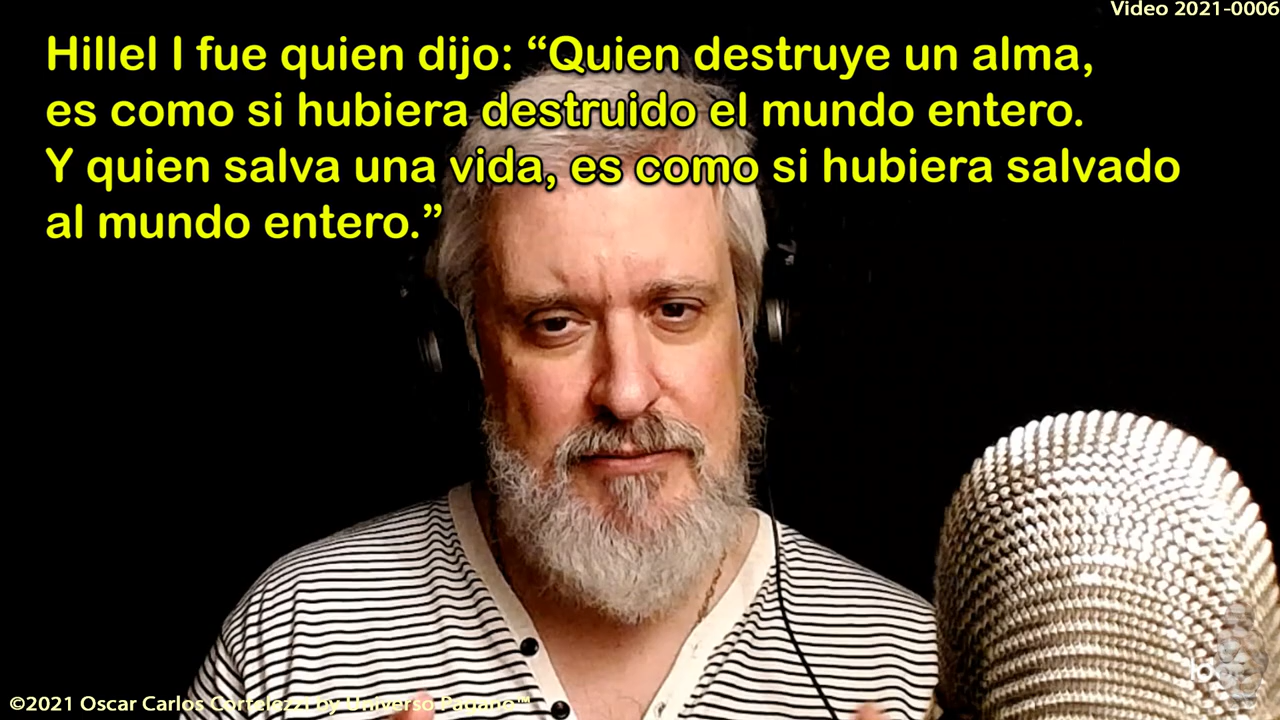 Video 2021-0006
Hillel I fue quien dijo: “Quien destruye un alma,
es como si hubiera destruido el mundo entero.
Y quien salva una vida, es como si hubiera salvado
al mundo entero.”
©2021 Oscar Carlos Cortelezzi by Universo Pagano™